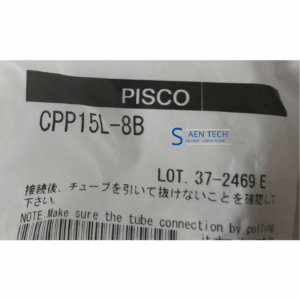 PISCO
CPP15L-8B
S AEN TECH
LOT. 37-2469 E
接続後、チューブを引いて抜けないことを確認して
下さい。
NOTE.Make sure the tube connection by pulling